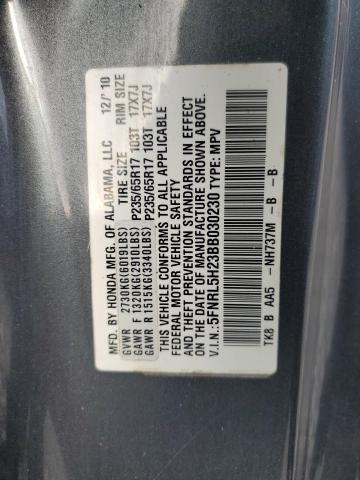 MFD. BY HONDA MFG. OF ALABAMA, LLC 12/'10
TIRE SIZE RIM SIZE
GVWR 2730KG(6019LBS)
GAWR F 1320KG(2910LBS) P235/65R17 103T 17X7J
GAWR R 1515KG(3340LBS) P235/65R17 103T 17X7J
THIS VEHICLE CONFORMS TO ALL APPLICABLE
FEDERAL MOTOR VEHICLE SAFETY, BUMPER,
AND THEFT PREVENTION STANDARDS IN EFFECT
ON THE DATE OF MANUFACTURE SHOWN ABOVE.
V.I.N.:5FNRL5H23BB030230 TYPE: MPV
TK8 B AA5 -NH737M -B -B